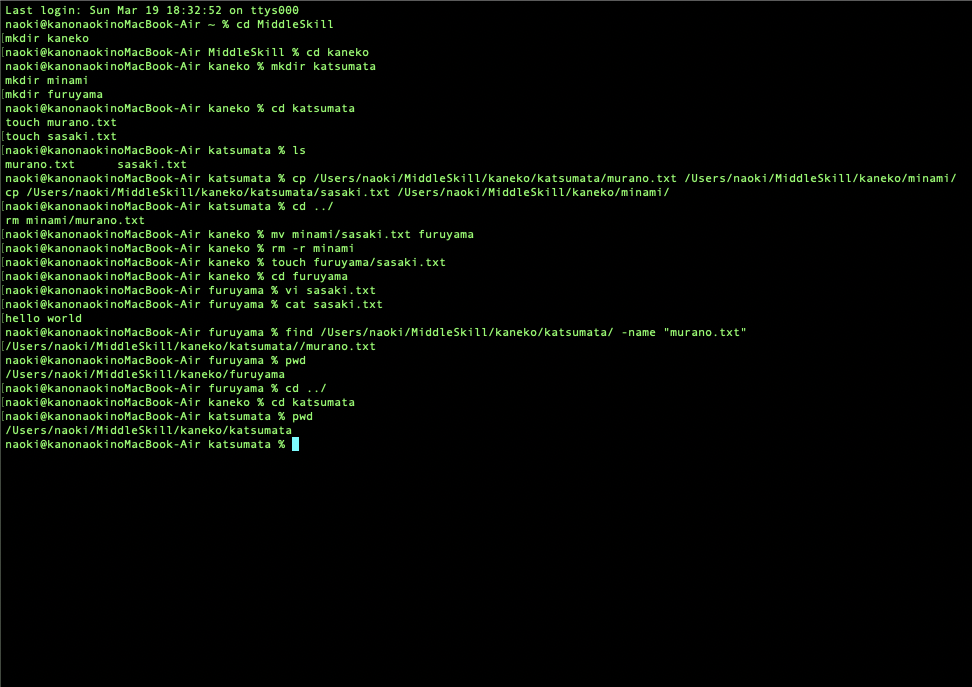 Last login: Sun Mar 19 18:32:52 on ttys000
naoki@kanonaokinoMacBook-Air ~ % cd MiddleSkill
mkdir kaneko
naoki@kanonaokinoMacBook-Air MiddleSkill % cd kaneko
naoki@kanonaokinoMacBook-Air kaneko % mkdir katsumata
mkdir minami
mkdir furuyama
naoki@kanonaokinoMacBook-Air kaneko % cd katsumata
touch murano.txt
touch sasaki.txt
naoki@kanonaokinoMacBook-Air katsumata % ls
murano.txt      sasaki.txt
naoki@kanonaokinoMacBook-Air katsumata % cp /Users/naoki/MiddleSkill/kaneko/katsumata/murano.txt /Users/naoki/MiddleSkill/kaneko/minami/
cp /Users/naoki/MiddleSkill/kaneko/katsumata/sasaki.txt /Users/naoki/MiddleSkill/kaneko/minami/
naoki@kanonaokinoMacBook-Air katsumata % cd ../
rm minami/murano.txt
naoki@kanonaokinoMacBook-Air kaneko % mv minami/sasaki.txt furuyama
naoki@kanonaokinoMacBook-Air kaneko % rm -r minami
naoki@kanonaokinoMacBook-Air kaneko % touch furuyama/sasaki.txt
naoki@kanonaokinoMacBook-Air kaneko % cd furuyama
naoki@kanonaokinoMacBook-Air furuyama % vi sasaki.txt
naoki@kanonaokinoMacBook-Air furuyama % cat sasaki.txt
hello world
naoki@kanonaokinoMacBook-Air furuyama % find /Users/naoki/MiddleSkill/kaneko/katsumata/ -name "murano.txt"
/Users/naoki/MiddleSkill/kaneko/katsumata//murano.txt
naoki@kanonaokinoMacBook-Air furuyama % pwd
/Users/naoki/MiddleSkill/kaneko/furuyama
naoki@kanonaokinoMacBook-Air furuyama % cd ../
naoki@kanonaokinoMacBook-Air kaneko % cd katsumata
naoki@kanonaokinoMacBook-Air katsumata % pwd
/Users/naoki/MiddleSkill/kaneko/katsumata
naoki@kanonaokinoMacBook-Air katsumata %